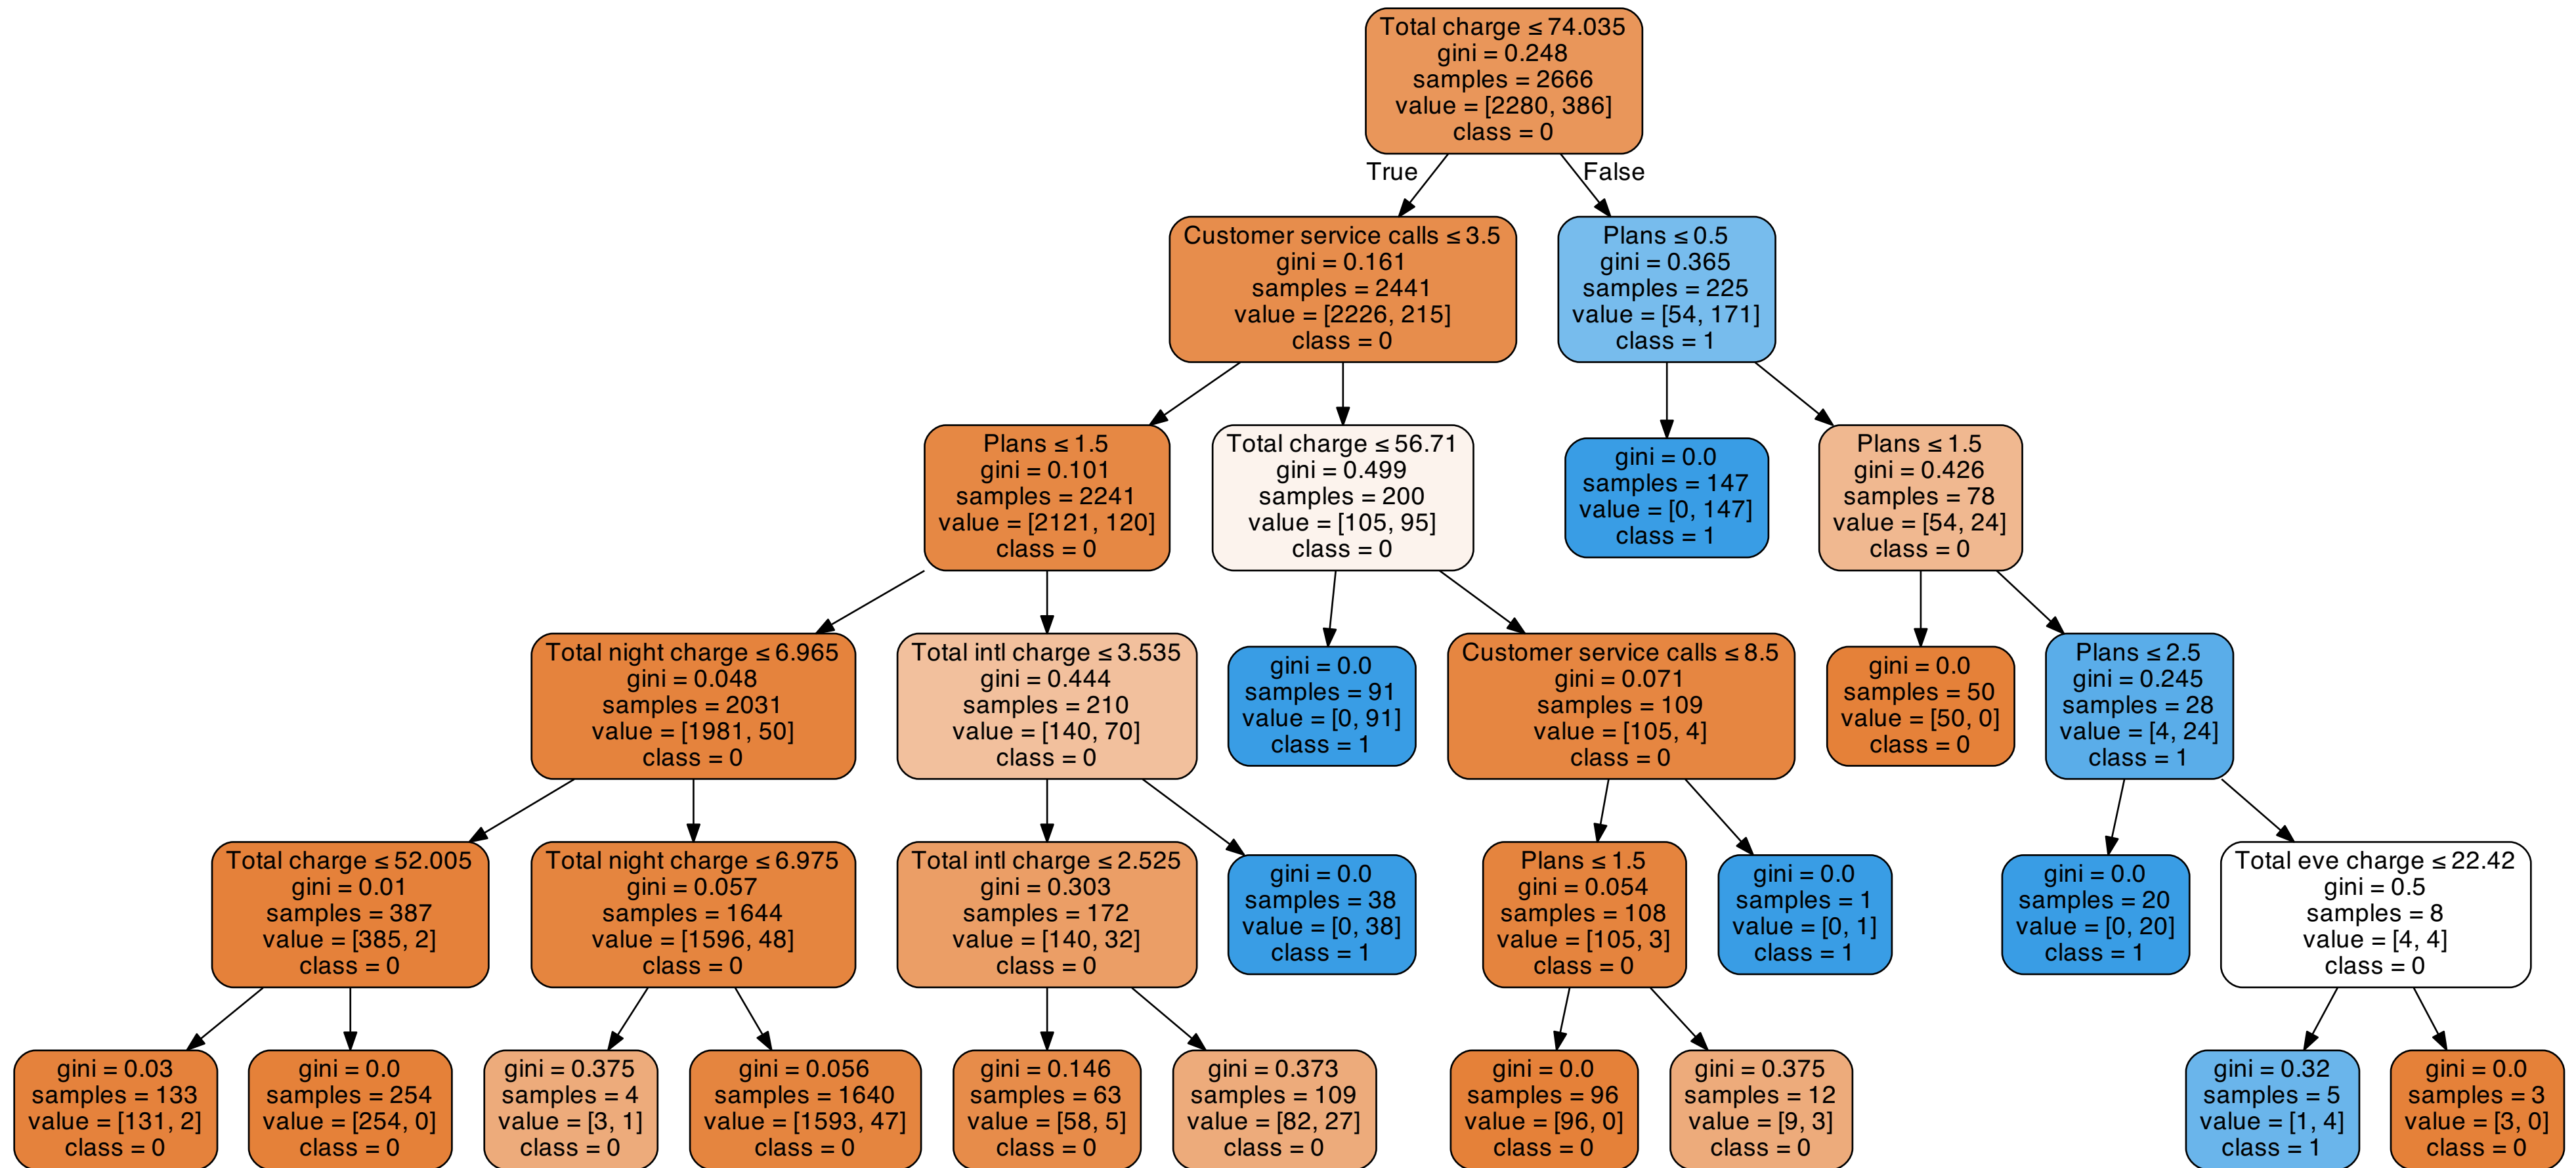 Total charge ≤ 74.035
gini = 0.248
samples = 2666
value = [2280, 386]
class = 0
True
False
Customer service calls ≤ 3.5
gini = 0.161
samples = 2441
value = [2226, 215]
class = 0
Plans ≤ 0.5
gini = 0.365
samples = 225
value = [54, 171]
class = 1
Plans ≤ 1.5
gini = 0.101
samples = 2241
value = [2121, 120]
class = 0
Total charge ≤ 56.71
gini = 0.499
samples = 200
value = [105, 95]
class = 0
gini = 0.0
samples = 147
value = [0, 147]
class = 1
Plans ≤ 1.5
gini = 0.426
samples = 78
value = [54, 24]
class = 0
Total night charge ≤ 6.965
gini = 0.048
samples = 2031
value = [1981, 50]
class = 0
Total intl charge ≤ 3.535
gini = 0.444
samples = 210
value = [140, 70]
class = 0
gini = 0.0
samples = 91
value = [0, 91]
class = 1
Customer service calls ≤ 8.5
gini = 0.071
samples = 109
value = [105, 4]
class = 0
gini = 0.0
samples = 50
value = [50, 0]
class = 0
Plans ≤ 2.5
gini = 0.245
samples = 28
value = [4, 24]
class = 1
Total charge ≤ 52.005
gini = 0.01
samples = 387
value = [385, 2]
class = 0
Total night charge ≤ 6.975
gini = 0.057
samples = 1644
value = [1596, 48]
class = 0
Total intl charge ≤ 2.525
gini = 0.303
samples = 172
value = [140, 32]
class = 0
gini = 0.0
samples = 38
value = [0, 38]
class = 1
Plans ≤ 1.5
gini = 0.054
samples = 108
value = [105, 3]
class = 0
gini = 0.0
samples = 1
value = [0, 1]
class = 1
gini = 0.0
samples = 20
value = [0, 20]
class = 1
Total eve charge ≤ 22.42
gini = 0.5
samples = 8
value = [4, 4]
class = 0
gini = 0.03
samples = 133
value = [131, 2]
class = 0
gini = 0.0
samples = 254
value = [254, 0]
class = 0
gini = 0.375
samples = 4
value = [3, 1]
class = 0
gini = 0.056
samples = 1640
value = [1593, 47]
class = 0
gini = 0.146
samples = 63
value = [58, 5]
class = 0
gini = 0.373
samples = 109
value = [82, 27]
class = 0
gini = 0.0
samples = 96
value = [96, 0]
class = 0
gini = 0.375
samples = 12
value = [9, 3]
class = 0
gini = 0.32
samples = 5
value = [1, 4]
class = 1
gini = 0.0
samples = 3
value = [3, 0]
class = 0